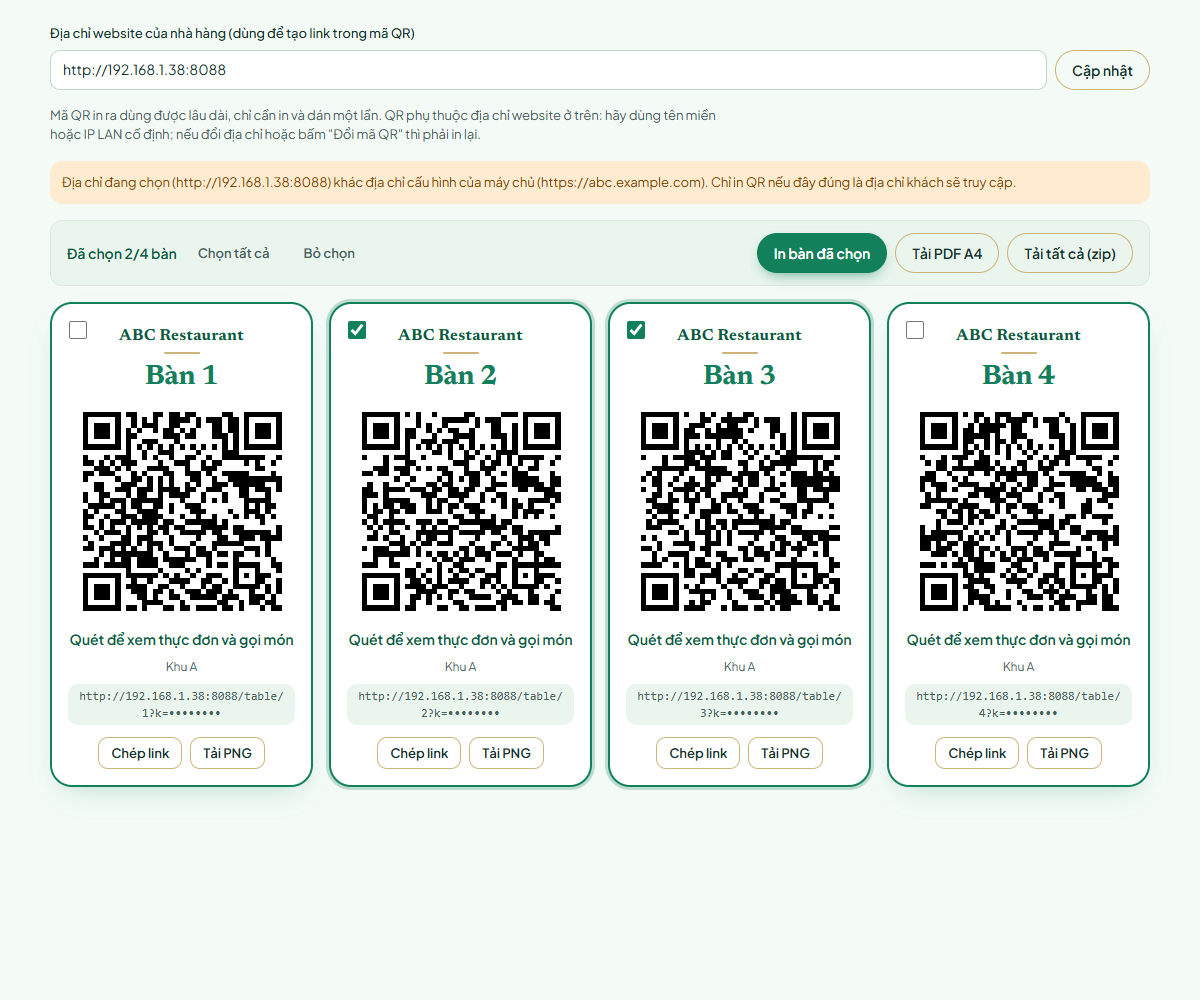 Địa chỉ website của nhà hàng (dùng để tạo link trong mã QR)
http://192.168.1.38:8088
Cập nhật
Mã QR in ra dùng được lâu dài, chỉ cần in và dán một lần. QR phụ thuộc địa chỉ website ở trên: hãy dùng tên miền
hoặc IP LAN cố định; nếu đổi địa chỉ hoặc bấm "Đổi mã QR" thì phải in lại.
Địa chỉ đang chọn (http://192.168.1.38:8088) khác địa chỉ cấu hình của máy chủ (https://abc.example.com). Chỉ in QR nếu đây đúng là địa chỉ khách sẽ truy cập.
Đã chọn 2/4 bàn
Chọn tất cả
Bỏ chọn
In bàn đã chọn
Tải PDF A4
Tải tất cả (zip)
ABC Restaurant
Bàn 1
Quét để xem thực đơn và gọi món
Khu A
http://192.168.1.38:8088/table/
1?k=••••••••
Chép link
Tải PNG
ABC Restaurant
Bàn 2
Quét để xem thực đơn và gọi món
Khu A
http://192.168.1.38:8088/table/
2?k=••••••••
Chép link
Tải PNG
ABC Restaurant
Bàn 3
Quét để xem thực đơn và gọi món
Khu A
http://192.168.1.38:8088/table/
3?k=••••••••
Chép link
Tải PNG
ABC Restaurant
Bàn 4
Quét để xem thực đơn và gọi món
Khu A
http://192.168.1.38:8088/table/
4?k=••••••••
Chép link
Tải PNG